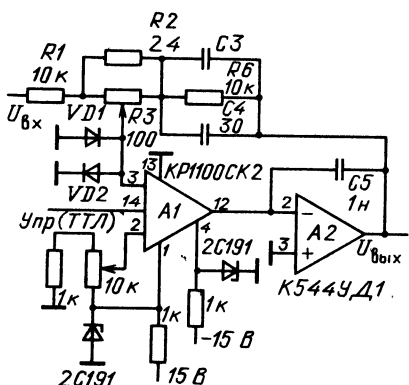 R2
R1
2 4
C3
10к
R6
10к
VD1
R3
C4
Uвх
100
30
13
КР1100СК2
3
VD2
14
A1
12
C5
1н
Упр(ТТЛ)
2
2
−
A2
4
2С191
3
+
Uвых
1
К544УД1
1к
10к
1к
1к
-15 В
2С191
15 В